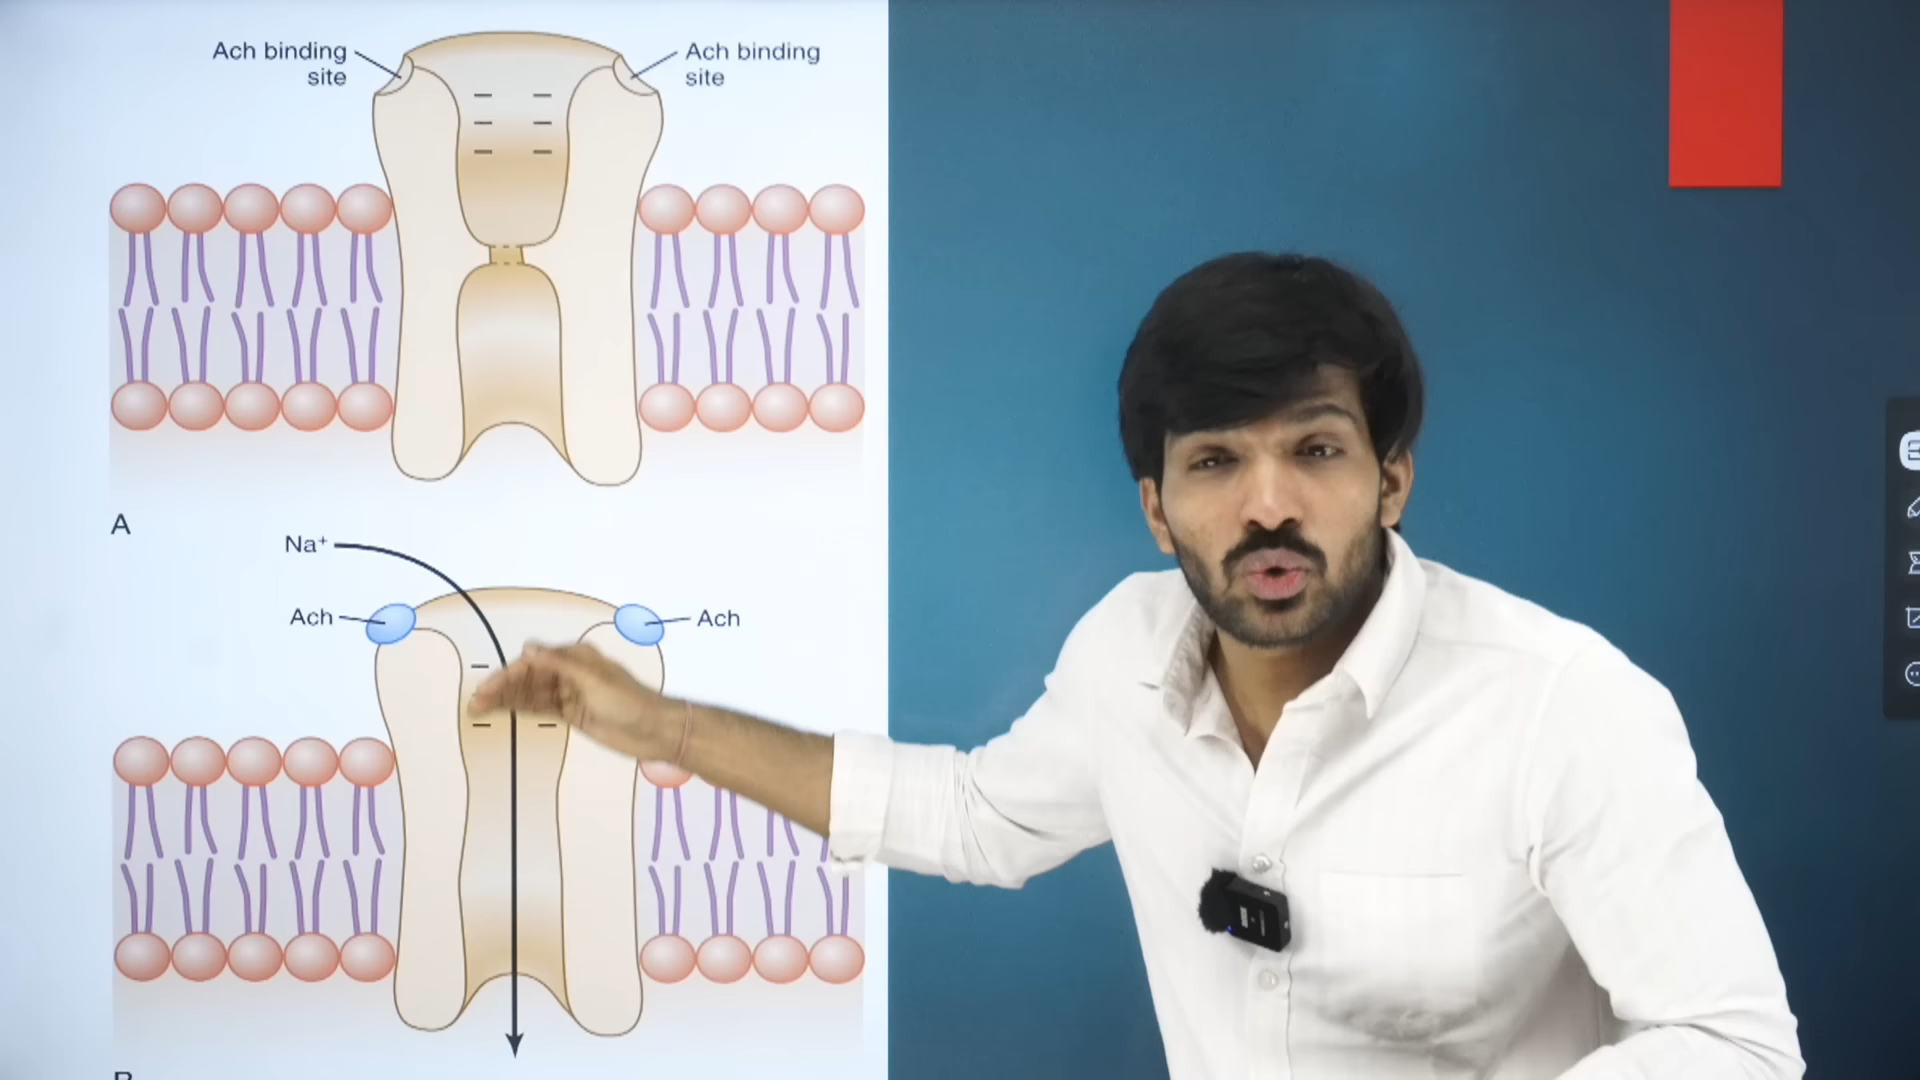 Ach binding
site
Ach binding
site
A
Na⁺
Ach
Ach